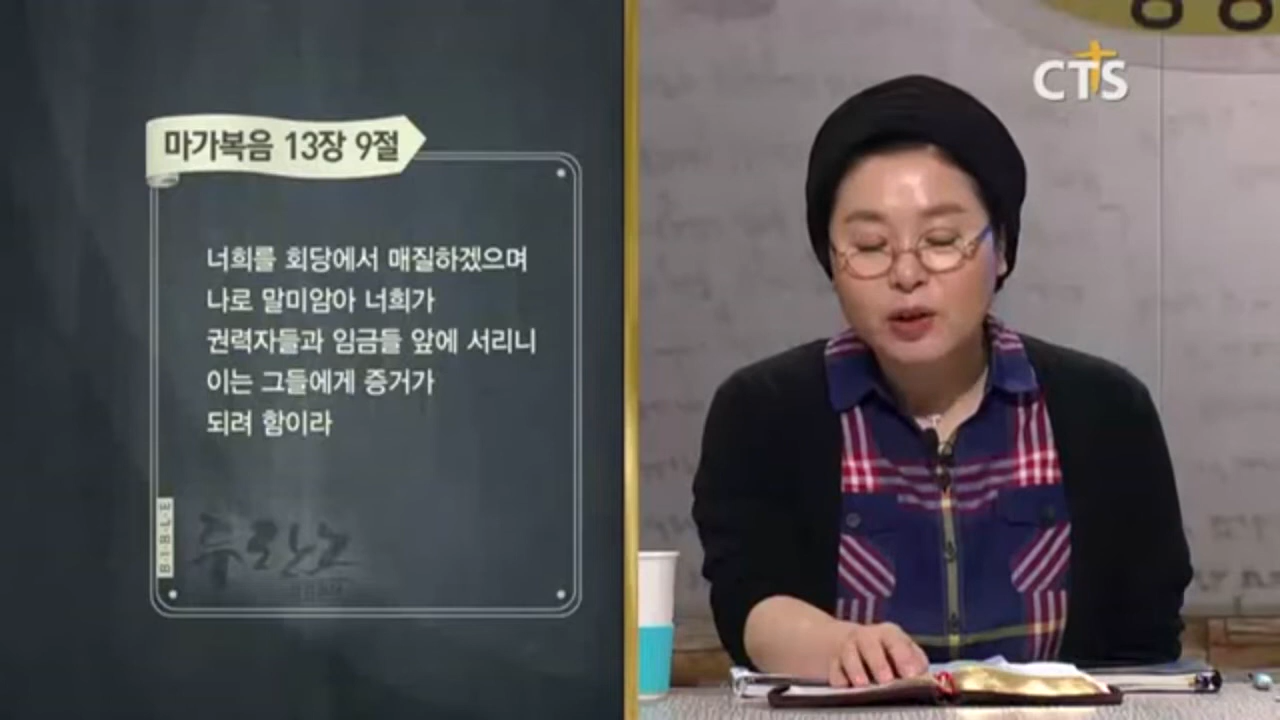 마가복음 13장 9절
너희를 회당에서 매질하겠으며
나로 말미암아 너희가
권력자들과 임금들 앞에 서리니
이는 그들에게 증거가
되려 함이라
B·I·B·L·E
두란노
CTS